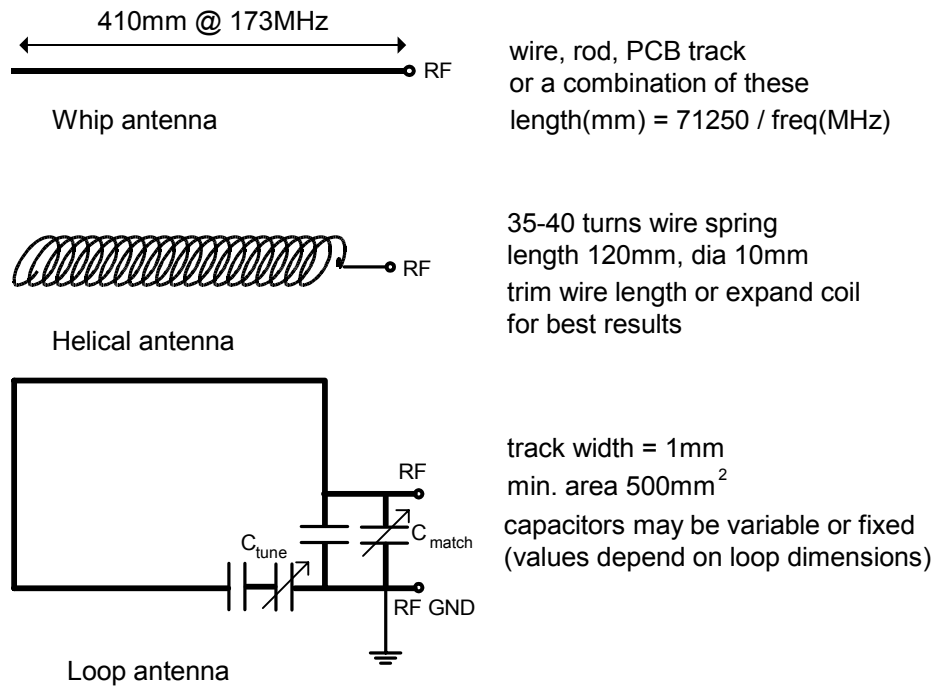 410mm @ 173MHz
RF
Whip antenna
wire, rod, PCB track
or a combination of these
length(mm) = 71250 / freq(MHz)
RF
Helical antenna
35-40 turns wire spring
length 120mm, dia 10mm
trim wire length or expand coil
for best results
RF
C match
C tune
RF GND
Loop antenna
track width = 1mm
min. area 500mm²
capacitors may be variable or fixed
(values depend on loop dimensions)